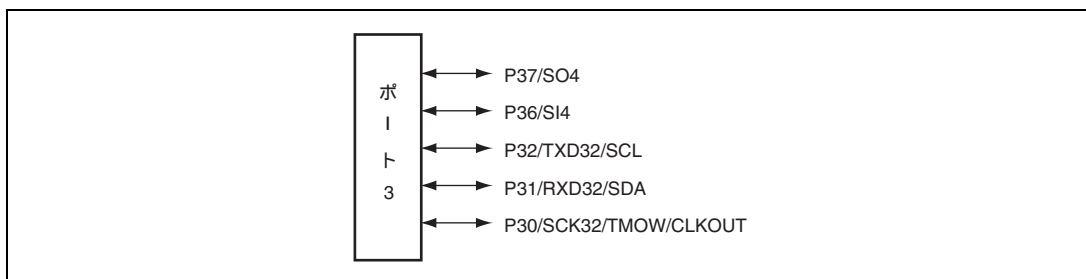 ポート3
P37/SO4
P36/SI4
P32/TXD32/SCL
P31/RXD32/SDA
P30/SCK32/TMOW/CLKOUT